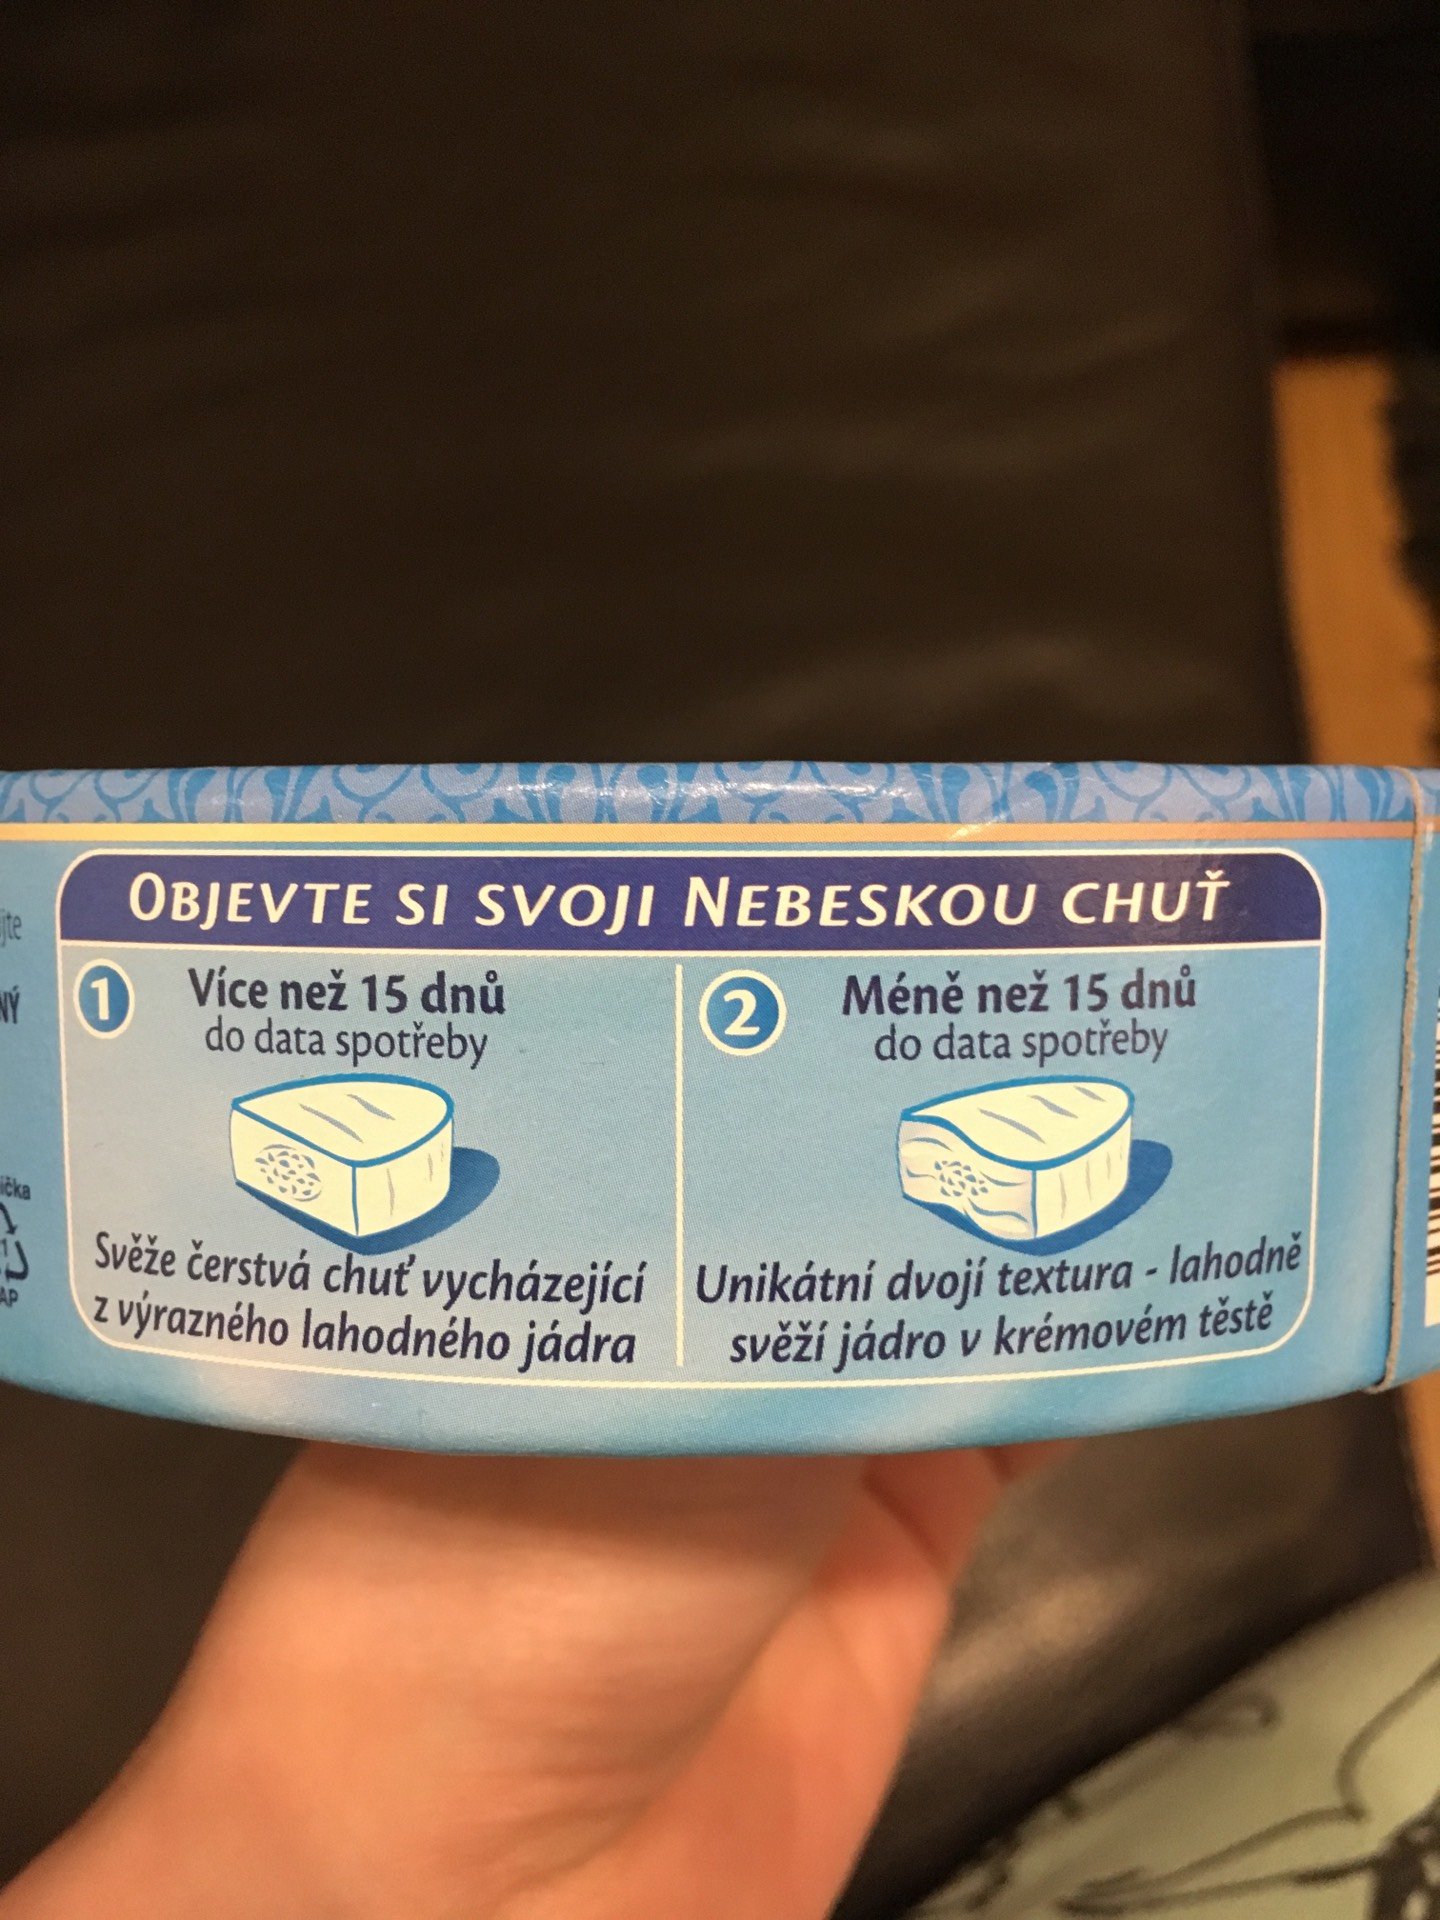 OBJEVTE SI SVOJI NEBESKOU CHUŤ
1
Více než 15 dnů
do data spotřeby
Svěže čerstvá chuť vycházející
z výrazného lahodného jádra
2
Méně než 15 dnů
do data spotřeby
Unikátní dvojí textura - lahodně
svěží jádro v krémovém těstě